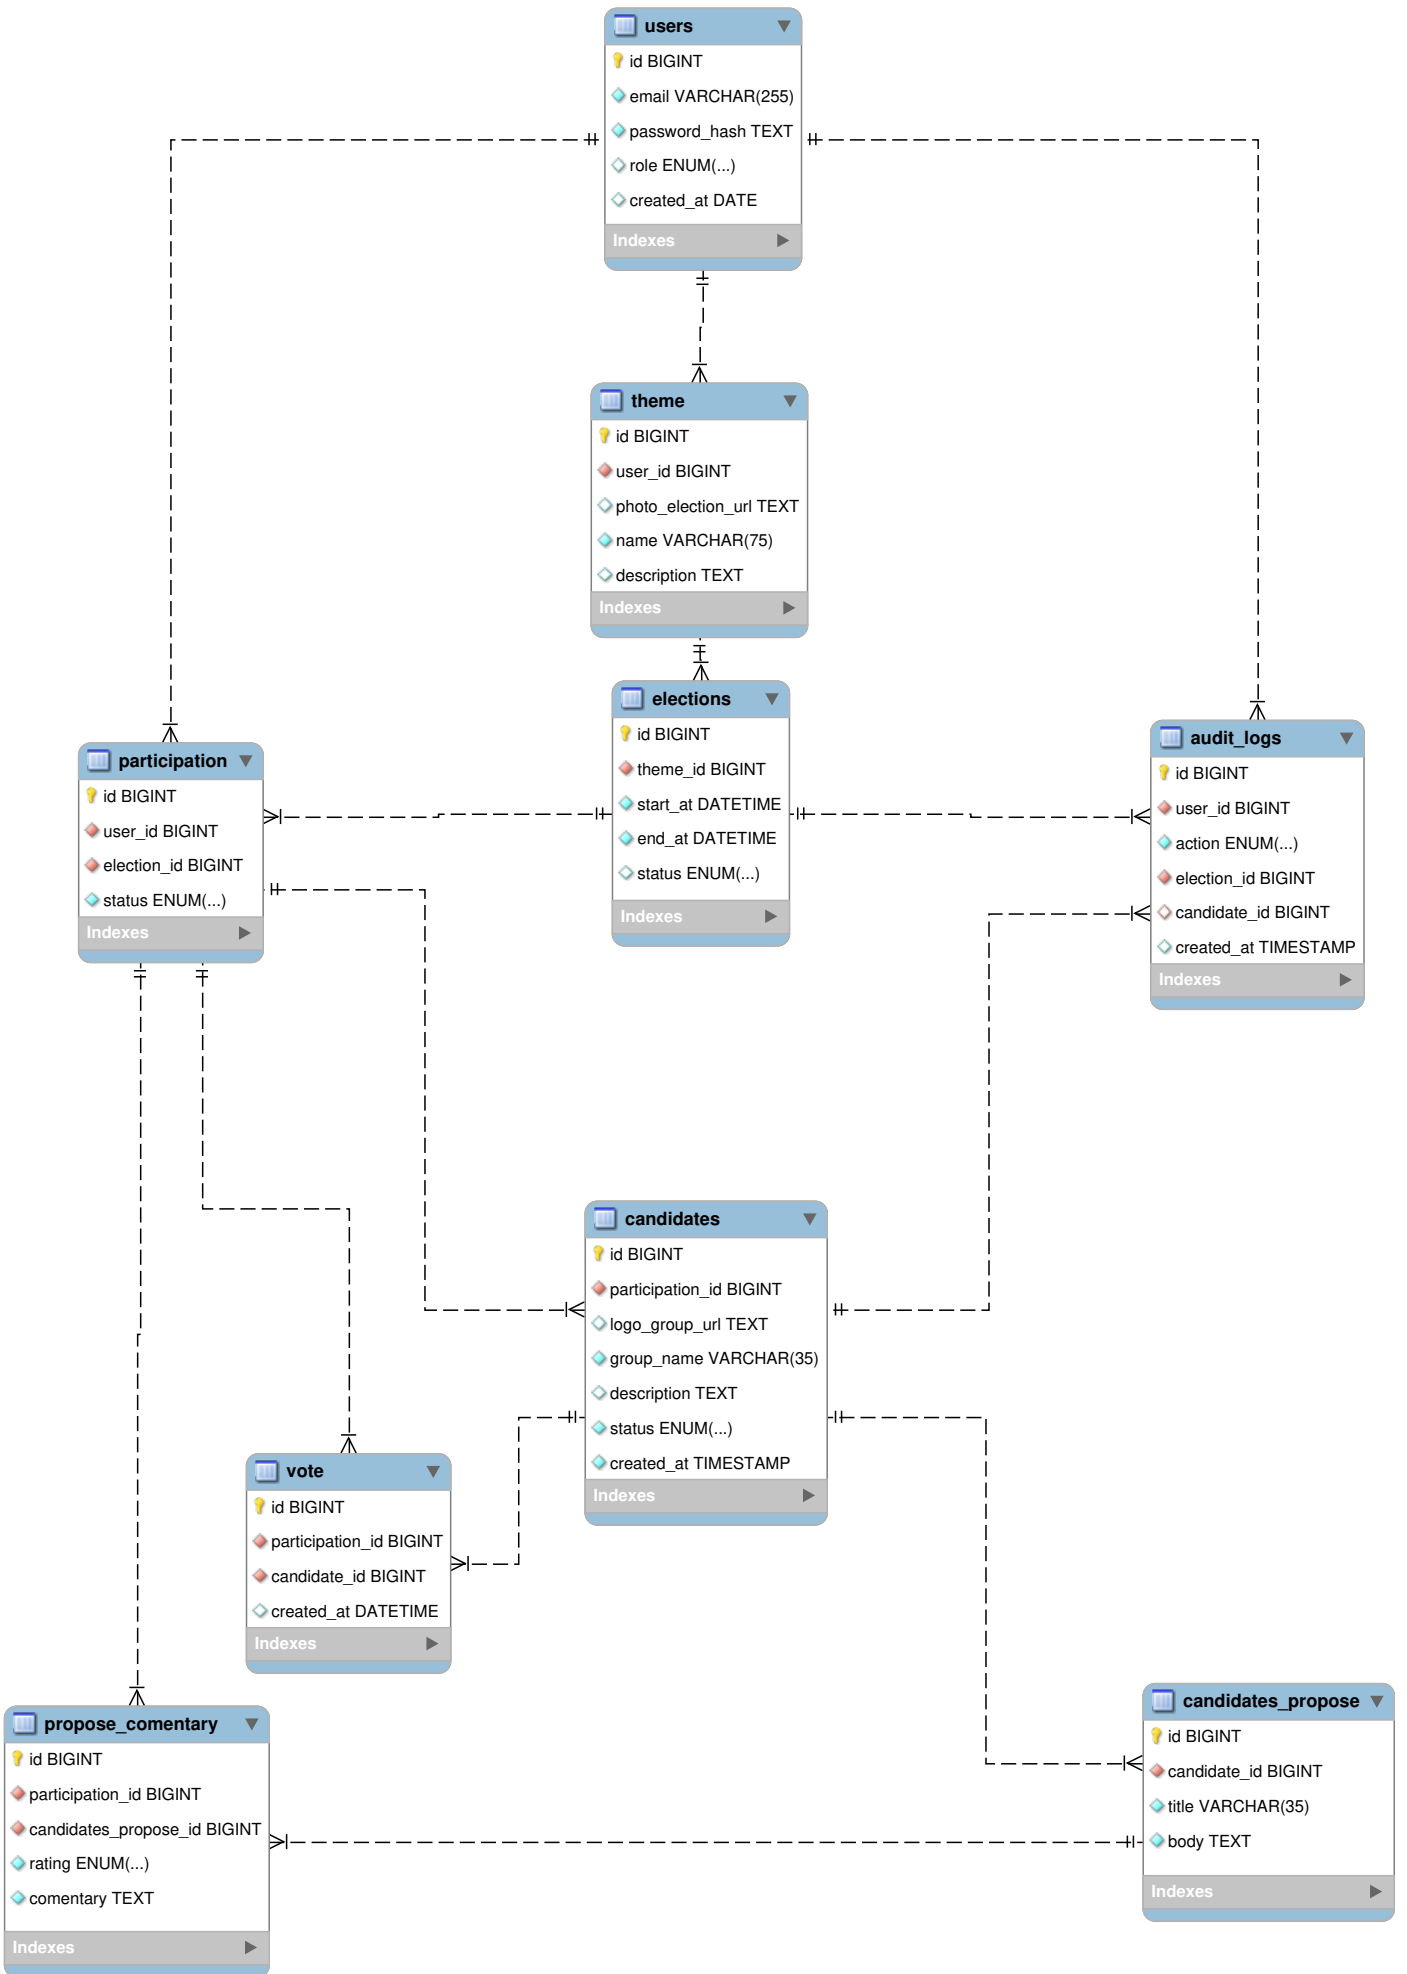 users
id BIGINT
email VARCHAR(255)
password_hash TEXT
role ENUM(...)
created_at DATE
Indexes
theme
id BIGINT
user_id BIGINT
photo_election_url TEXT
name VARCHAR(75)
description TEXT
Indexes
elections
id BIGINT
theme_id BIGINT
start_at DATETIME
end_at DATETIME
status ENUM(...)
Indexes
participation
id BIGINT
user_id BIGINT
election_id BIGINT
status ENUM(...)
Indexes
audit_logs
id BIGINT
user_id BIGINT
action ENUM(...)
election_id BIGINT
candidate_id BIGINT
created_at TIMESTAMP
Indexes
candidates
id BIGINT
participation_id BIGINT
logo_group_url TEXT
group_name VARCHAR(35)
description TEXT
status ENUM(...)
created_at TIMESTAMP
Indexes
vote
id BIGINT
participation_id BIGINT
candidate_id BIGINT
created_at DATETIME
Indexes
propose_comentary
id BIGINT
participation_id BIGINT
candidates_propose_id BIGINT
rating ENUM(...)
comentary TEXT
Indexes
candidates_propose
id BIGINT
candidate_id BIGINT
title VARCHAR(35)
body TEXT
Indexes